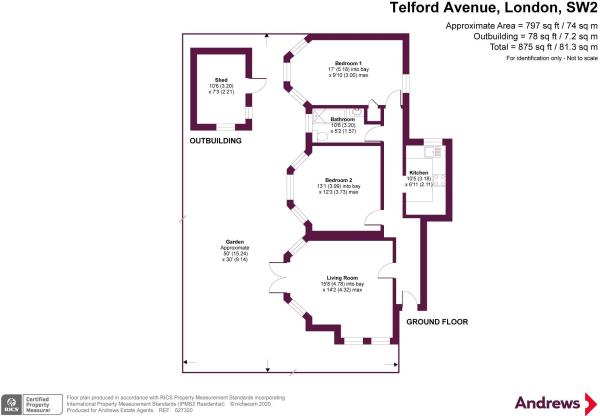 Telford Avenue, London, SW2
Approximate Area = 797 sq ft / 74 sq m
Outbuilding = 78 sq ft / 7.2 sq m
Total = 875 sq ft / 81.3 sq m
For identification only - Not to scale
Shed
10'6 (3.20)
x 7'3 (2.21)
OUTBUILDING
Bedroom 1
17' (5.18) into bay
x 9'10 (3.00) max
Bathroom
10'6 (3.20)
x 5'2 (1.57)
Kitchen
10'5 (3.18)
x 6'11 (2.11)
Bedroom 2
13'1 (3.99) into bay
x 12'3 (3.73) max
Garden
Approximate
50' (15.24)
x 30' (9.14)
Living Room
15'8 (4.78) into bay
x 14'2 (4.32) max
GROUND FLOOR
RICS
Certified
Property
Measurer
Floor plan produced in accordance with RICS Property Measurement Standards incorporating
International Property Measurement Standards (IPMS2 Residential). ©nichecom 2020.
Produced for Andrews Estate Agents. REF: 627320
Andrews